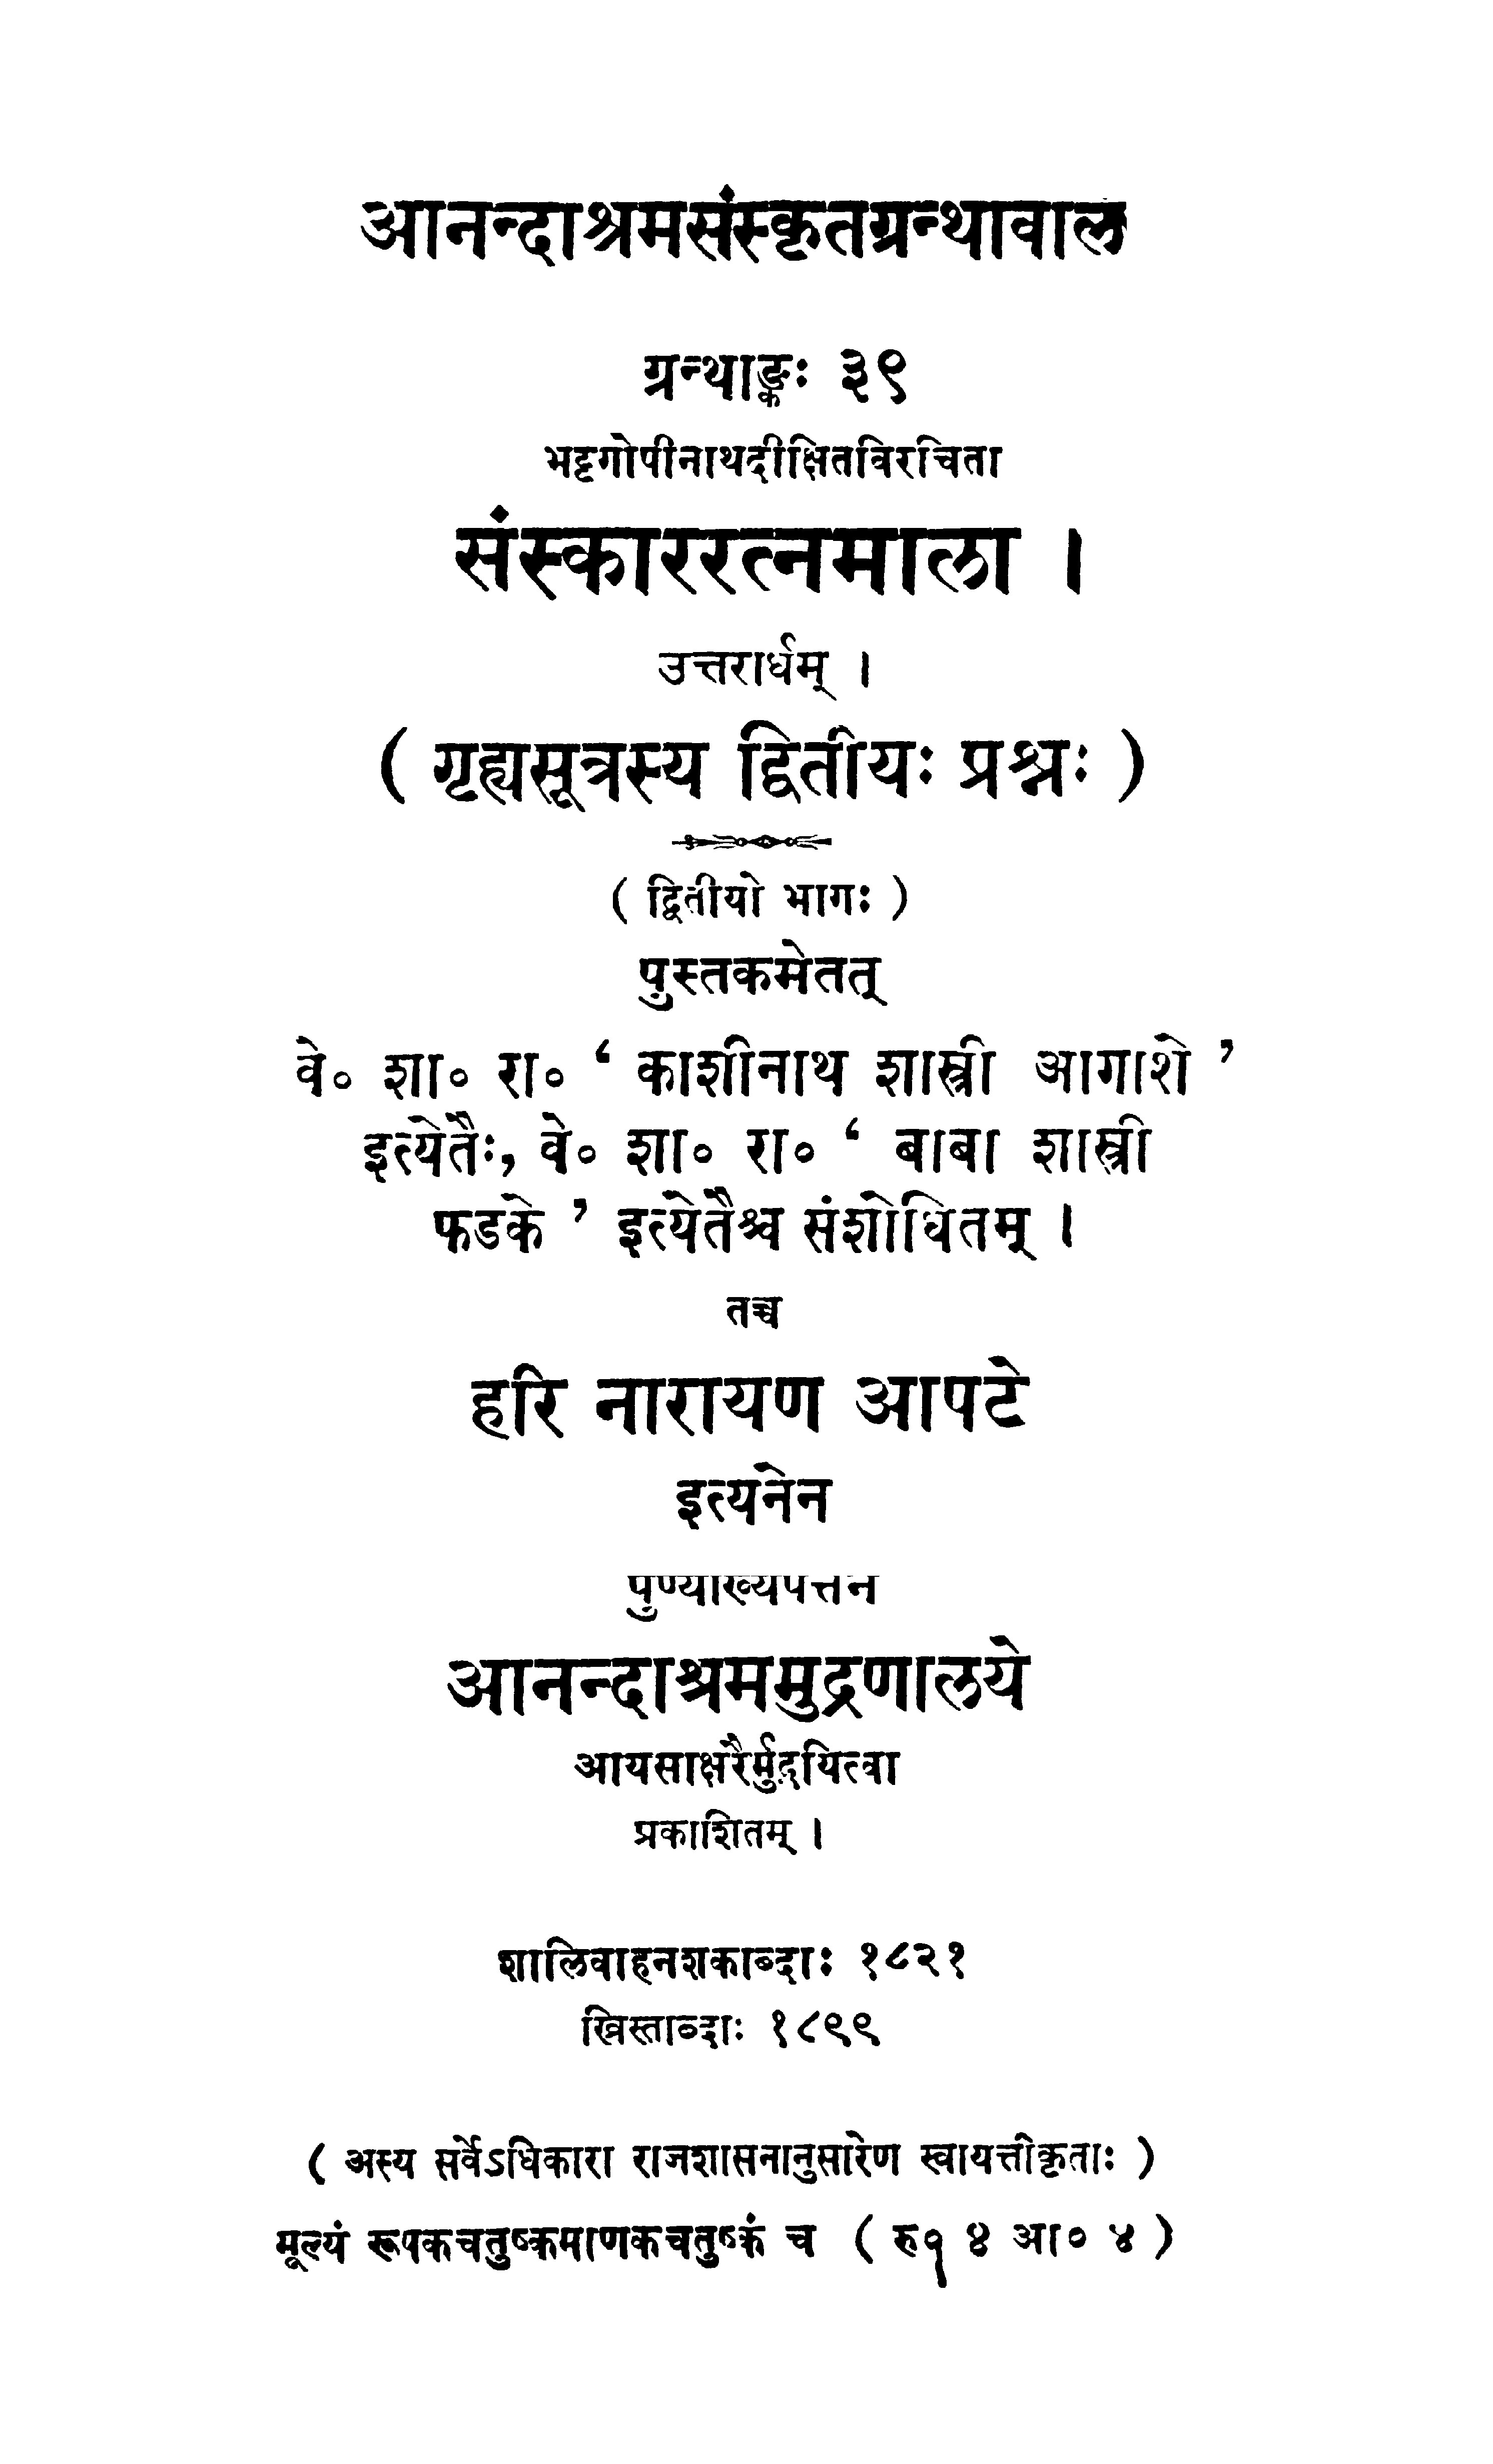 आनन्दाश्रमसंस्कृतग्रन्थावलि
ग्रन्थाङ्कः ३९
भट्टगोपीनाथदीक्षितविरचिता
संस्काररत्नमाला ।
उत्तरार्धम् ।
( गृह्यसूत्रस्य द्वितीयः प्रश्नः )
( द्वितीयो भागः )
पुस्तकमेतत्
वे० शा० रा० ‘ काशीनाथ शास्त्री आगाशे ’
इत्येतैः, वे० शा० रा० ‘ बाबा शास्त्री
फडके ’ इत्येतैश्च संशोधितम् ।
तच्च
हरि नारायण आपटे
इत्यनेन
पुण्याख्यपत्तने
आनन्दाश्रममुद्रणालये
आयसाक्षरैर्मुद्रयित्वा
प्रकाशितम् ।
शालिवाहनशकाब्दाः १८२१
ख्रिस्ताब्दाः १८९९
( अस्य सर्वेऽधिकारा राजशासनानुसारेण स्वायत्तीकृताः )
मूल्यं रूपकचतुष्कमाणकचतुष्कं च ( रु० ४ आ० ४ )